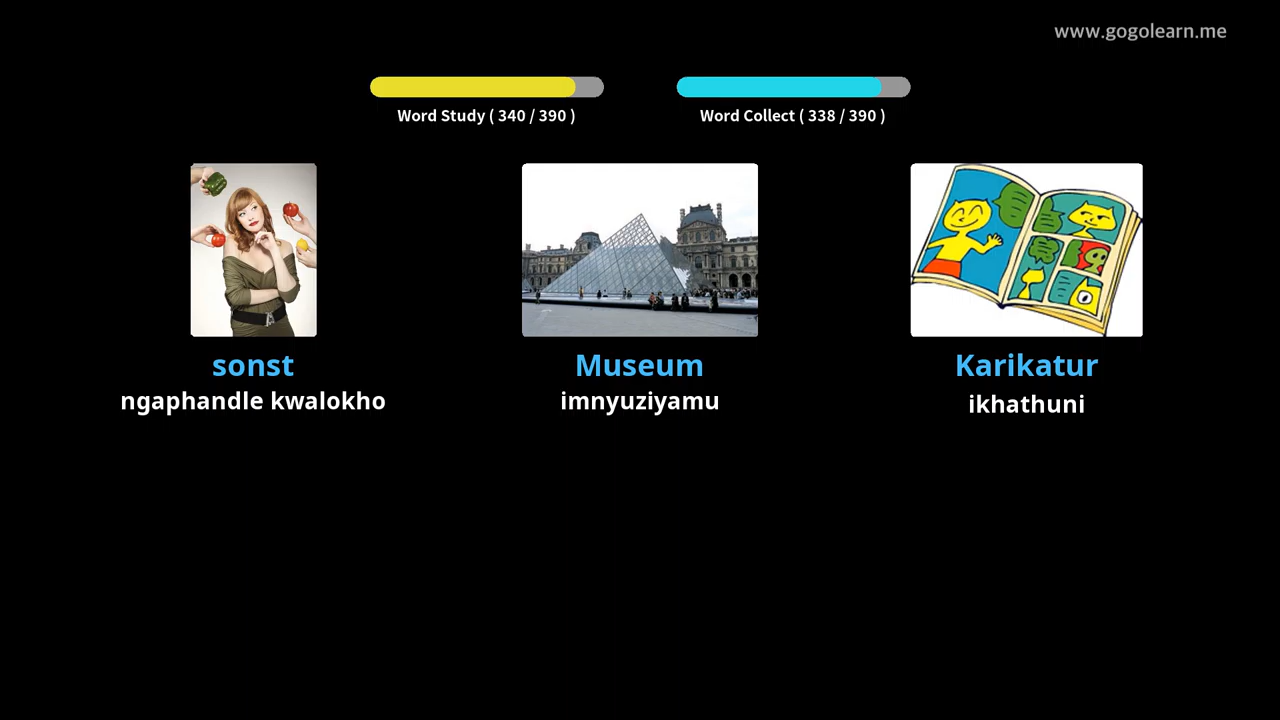 www.gogolearn.me
Word Study ( 340 / 390 )
Word Collect ( 338 / 390 )
sonst
ngaphandle kwalokho
Museum
imnyuziyamu
Karikatur
ikhathuni